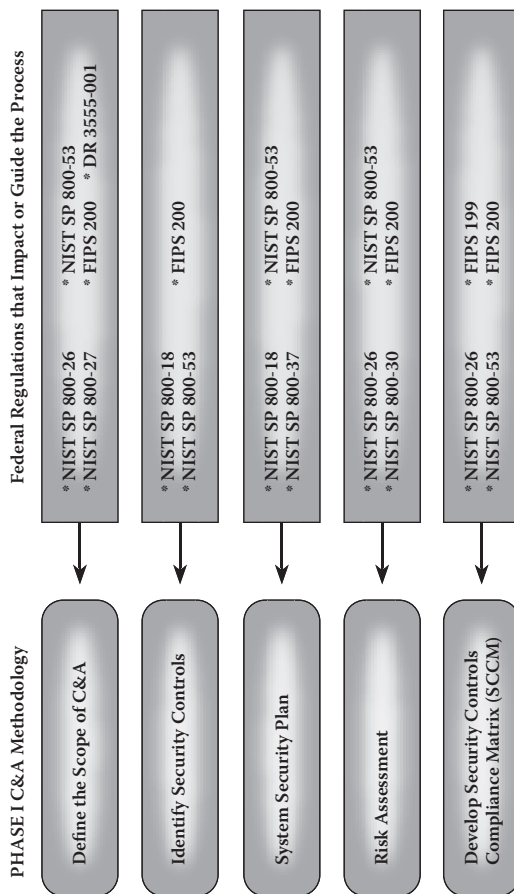 PHASE I C&A Methodology
Federal Regulations that Impact or Guide the Process
Define the Scope of C&A
* NIST SP 800-26 * NIST SP 800-53
* NIST SP 800-27 * FIPS 200 * DR 3555-001
Identify Security Controls
* NIST SP 800-18 * FIPS 200
* NIST SP 800-53
System Security Plan
* NIST SP 800-18 * NIST SP 800-53
* NIST SP 800-37 * FIPS 200
Risk Assessment
* NIST SP 800-26 * NIST SP 800-53
* NIST SP 800-30 * FIPS 200
Develop Security Controls
Compliance Matrix (SCCM)
* NIST SP 800-26 * FIPS 199
* NIST SP 800-53 * FIPS 200